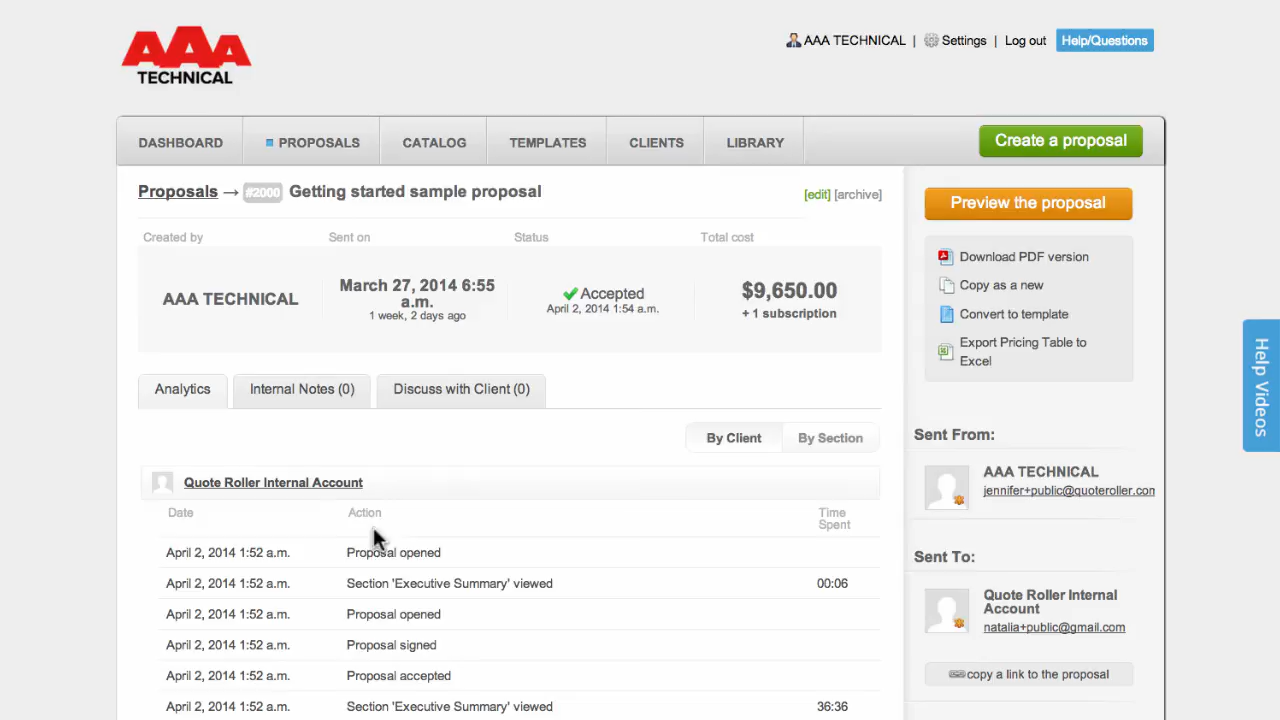 AAA
TECHNICAL
AAA TECHNICAL | Settings | Log out Help/Questions
DASHBOARD PROPOSALS CATALOG TEMPLATES CLIENTS LIBRARY Create a proposal
Proposals → #2000 Getting started sample proposal [edit] [archive]
Preview the proposal
Created by Sent on Status Total cost
AAA TECHNICAL
March 27, 2014 6:55
a.m.
1 week, 2 days ago
Accepted
April 2, 2014 1:54 a.m.
$9,650.00
+ 1 subscription
Download PDF version
Copy as a new
Convert to template
Export Pricing Table to
Excel
Analytics Internal Notes (0) Discuss with Client (0)
By Client By Section
Quote Roller Internal Account
Date Action Time
Spent
April 2, 2014 1:52 a.m. Proposal opened
April 2, 2014 1:52 a.m. Section 'Executive Summary' viewed 00:06
April 2, 2014 1:52 a.m. Proposal opened
April 2, 2014 1:52 a.m. Proposal signed
April 2, 2014 1:52 a.m. Proposal accepted
April 2, 2014 1:52 a.m. Section 'Executive Summary' viewed 36:36
Sent From:
AAA TECHNICAL
jennifer+public@quoteroller.con
Sent To:
Quote Roller Internal
Account
natalia+public@gmail.com
copy a link to the proposal
Help Videos